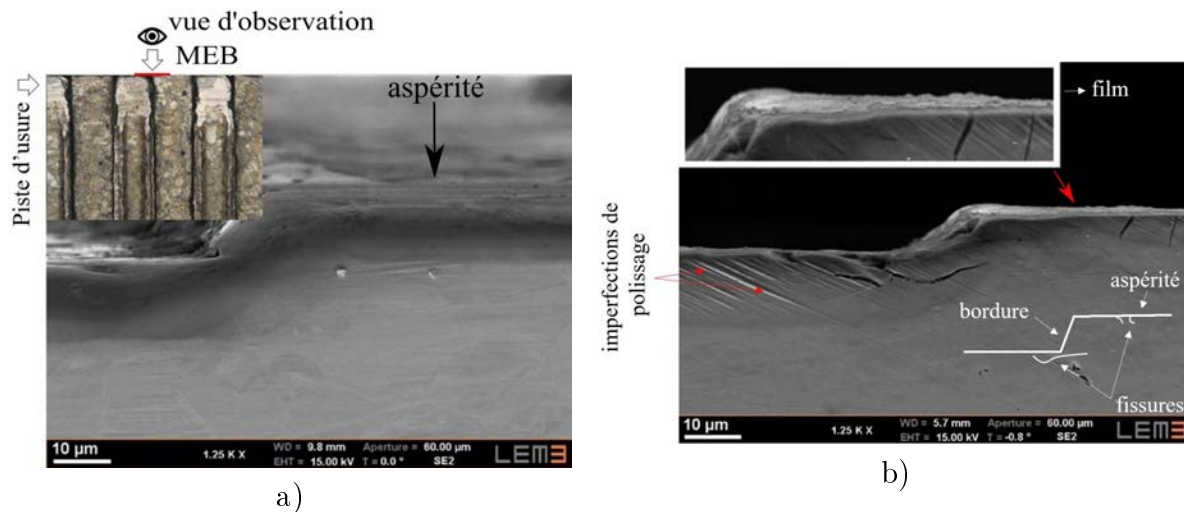 vue d'observation
MEB
Piste d'usure
aspérité
10 µm
1.25 K X
WD = 9.8 mm
Aperture = 60.00 µm
EHT = 15.00 kV
T = 0.0 °
SE2
LEM3
a)
film
imperfections de
polissage
aspérité
bordure
fissures
10 µm
1.25 K X
WD = 5.7 mm
Aperture = 60.00 µm
EHT = 15.00 kV
T = -0.8 °
SE2
LEM3
b)